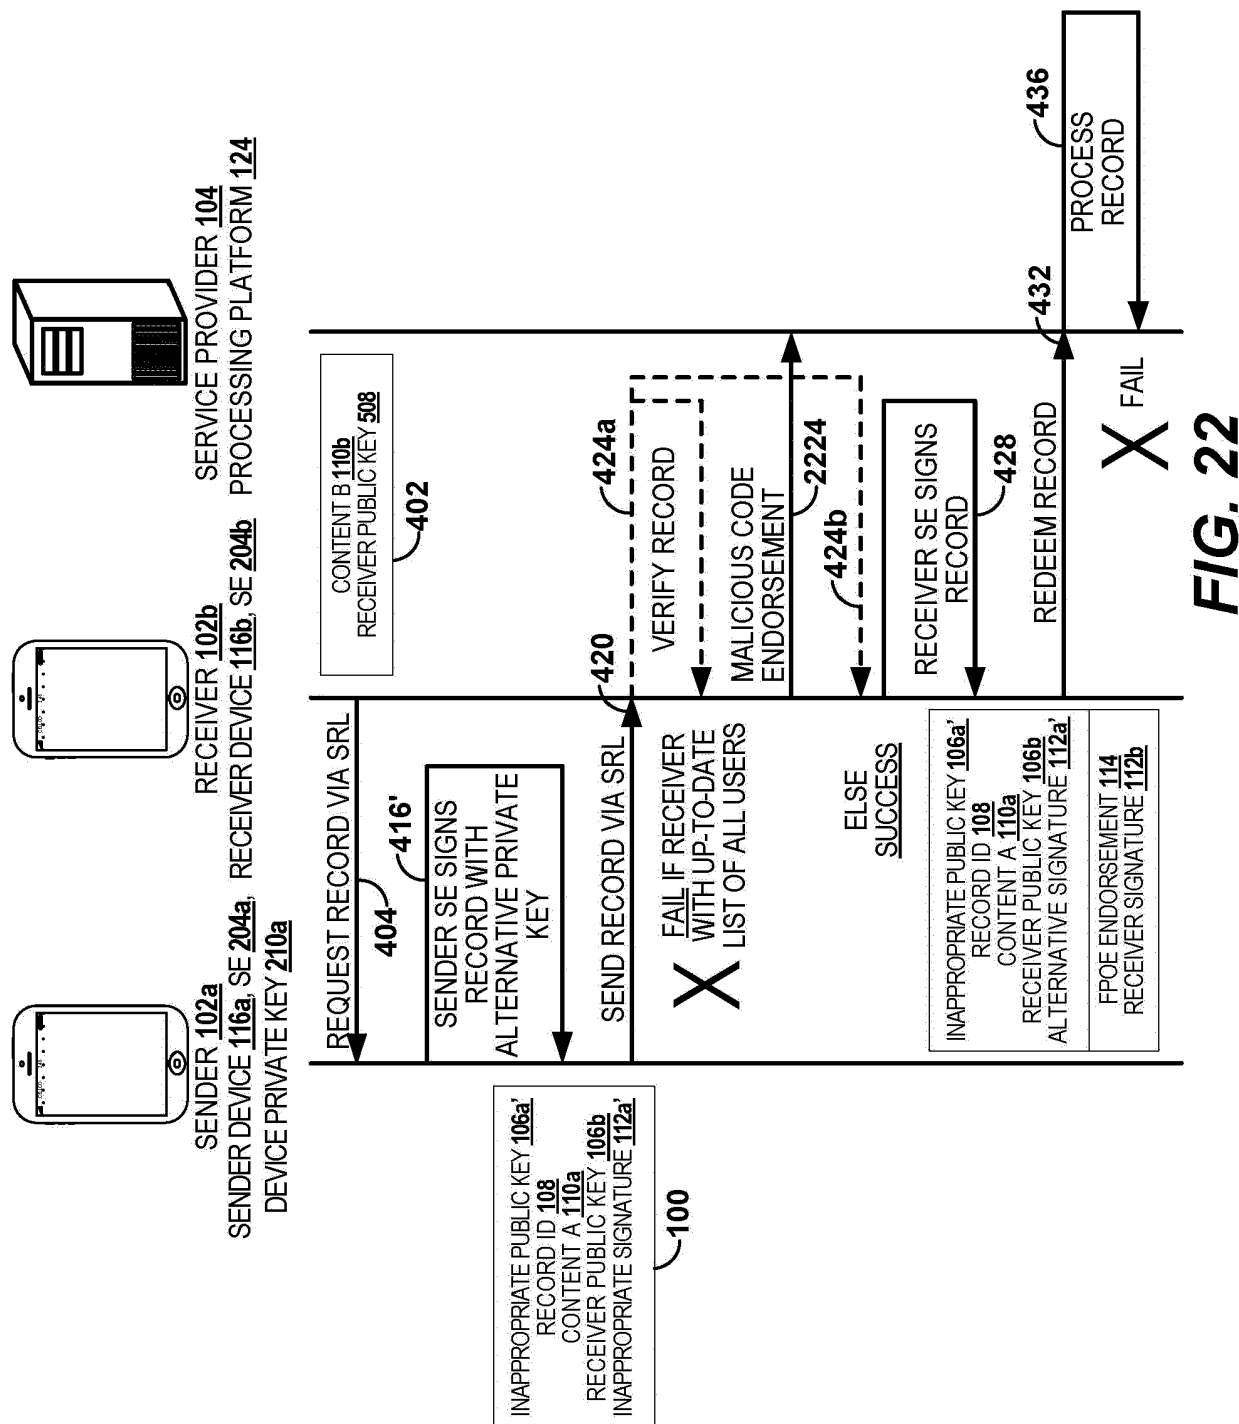 SENDER 102a
SENDER DEVICE 116a, SE 204a,
DEVICE PRIVATE KEY 210a
RECEIVER 102b
RECEIVER DEVICE 116b, SE 204b
SERVICE PROVIDER 104
PROCESSING PLATFORM 124
REQUEST RECORD VIA SRL
404
CONTENT B 110b
RECEIVER PUBLIC KEY 508
402
416'
SENDER SE SIGNS
RECORD WITH
ALTERNATIVE PRIVATE
KEY
INAPPROPRIATE PUBLIC KEY 106a'
RECORD ID 108
CONTENT A 110a
RECEIVER PUBLIC KEY 106b
INAPPROPRIATE SIGNATURE 112a'
100
SEND RECORD VIA SRL
420
424a
VERIFY RECORD
X
FAIL IF RECEIVER
WITH UP-TO-DATE
LIST OF ALL USERS
MALICIOUS CODE
ENDORSEMENT
2224
424b
ELSE
SUCCESS
RECEIVER SE SIGNS
RECORD
428
INAPPROPRIATE PUBLIC KEY 106a'
RECORD ID 108
CONTENT A 110a
RECEIVER PUBLIC KEY 106b
ALTERNATIVE SIGNATURE 112a'
FPOE ENDORSEMENT 114
RECEIVER SIGNATURE 112b
REDEEM RECORD
432
436
PROCESS
RECORD
X
FAIL
FIG. 22